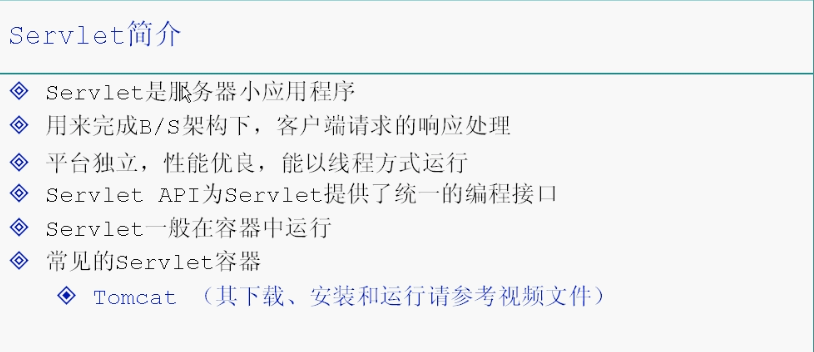 Servlet简介
Servlet是服务器小应用程序
用来完成B/S架构下，客户端请求的响应处理
平台独立，性能优良，能以线程方式运行
Servlet API为Servlet提供了统一的编程接口
Servlet一般在容器中运行
常见的Servlet容器
Tomcat （其下载、安装和运行请参考视频文件）